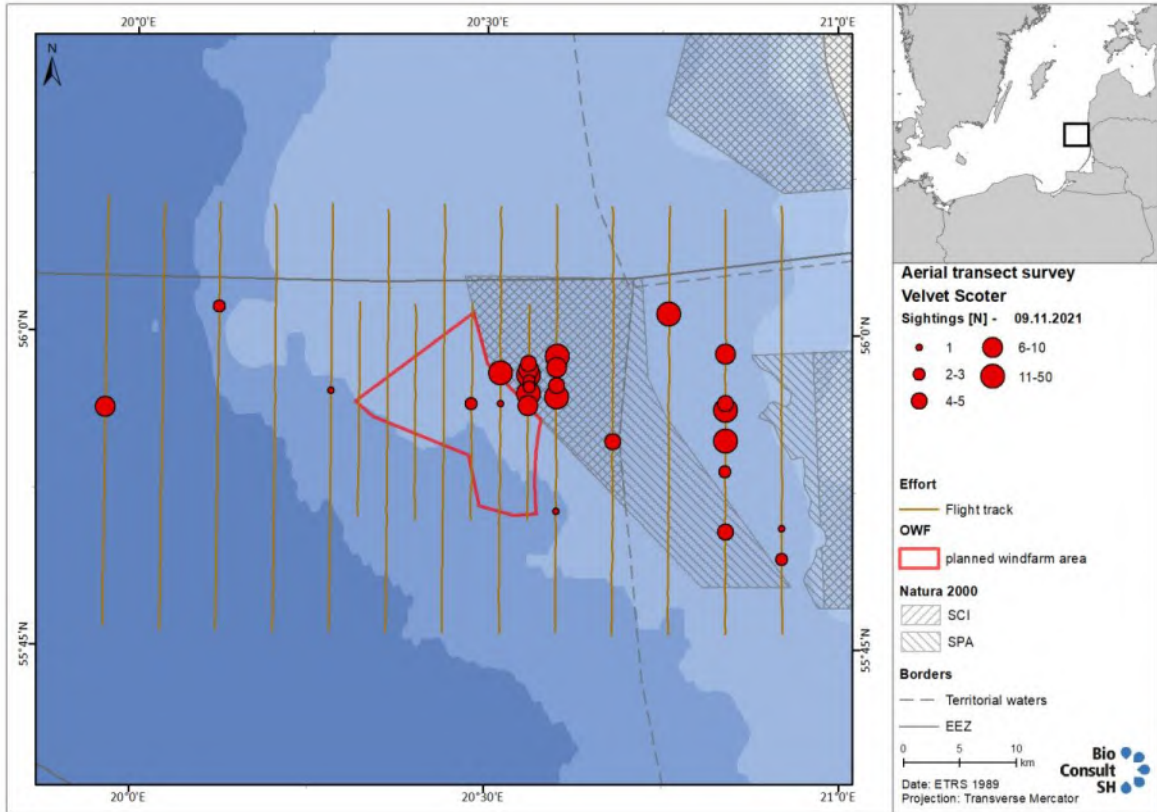 20°0'E
20°30'E
21°0'E
N
56°0'N
56°0'N
55°45'N
55°45'N
20°0'E
20°30'E
21°0'E
Aerial transect survey
Velvet Scoter
Sightings [N] - 09.11.2021
1
6-10
2-3
11-50
4-5
Effort
Flight track
OWF
planned windfarm area
Natura 2000
SCI
SPA
Borders
Territorial waters
EEZ
0 5 10
km
Date: ETRS 1989
Projection: Transverse Mercator
Bio
Consult
SH